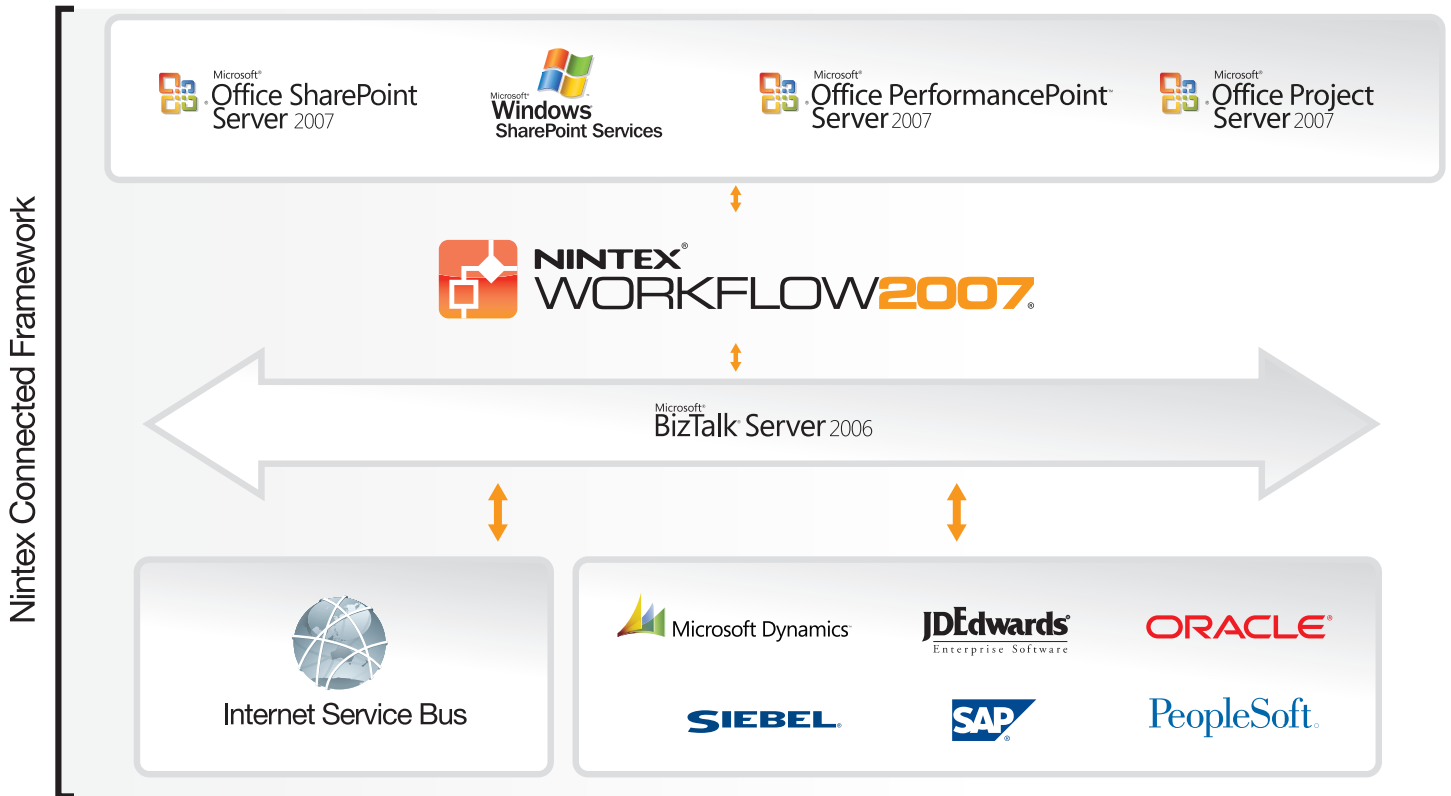 Nintex Connected Framework
Microsoft®
Office SharePoint
Server 2007
Microsoft®
Windows
SharePoint Services
Microsoft®
Office PerformancePoint™
Server 2007
Microsoft®
Office Project
Server 2007
NINTEX®
WORKFLOW2007®
Microsoft®
BizTalk® Server 2006
Internet Service Bus
Microsoft Dynamics™
JDEdwards®
Enterprise Software
ORACLE®
SIEBEL®
SAP®
PeopleSoft®